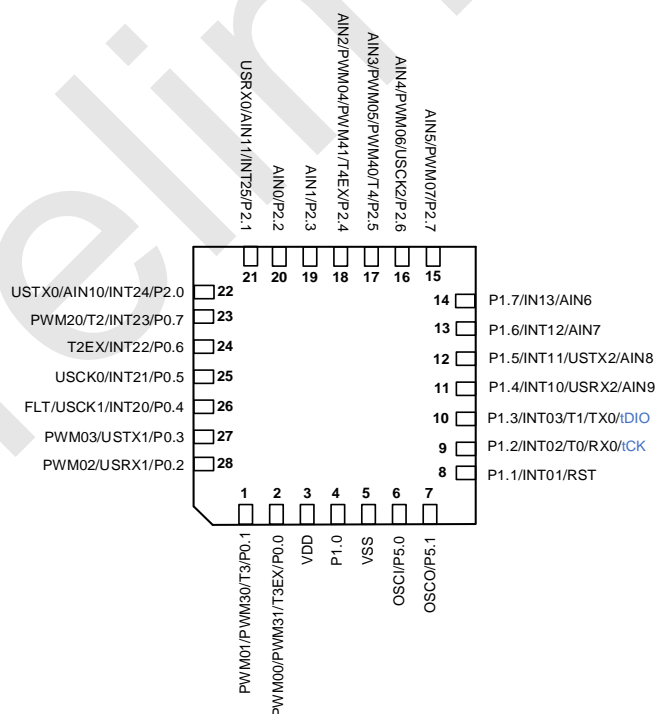 USRX0/AIN11/INT25/P2.1
AIN0/P2.2
AIN1/P2.3
AIN2/PWM04/PWM41/T4EX/P2.4
AIN3/PWM05/PWM40/T4/P2.5
AIN4/PWM06/USCK2/P2.6
AIN5/PWM07/P2.7
21 20 19 18 17 16 15
USTX0/AIN10/INT24/P2.0 22
PWM20/T2/INT23/P0.7 23
T2EX/INT22/P0.6 24
USCK0/INT21/P0.5 25
FLT/USCK1/INT20/P0.4 26
PWM03/USTX1/P0.3 27
PWM02/USRX1/P0.2 28
14 P1.7/IN13/AIN6
13 P1.6/INT12/AIN7
12 P1.5/INT11/USTX2/AIN8
11 P1.4/INT10/USRX2/AIN9
10 P1.3/INT03/T1/TX0/tDIO
9 P1.2/INT02/T0/RX0/tCK
8 P1.1/INT01/RST
1 2 3 4 5 6 7
PWM01/PWM30/T3/P0.1
PWM00/PWM31/T3EX/P0.0
VDD
P1.0
VSS
OSCI/P5.0
OSCO/P5.1